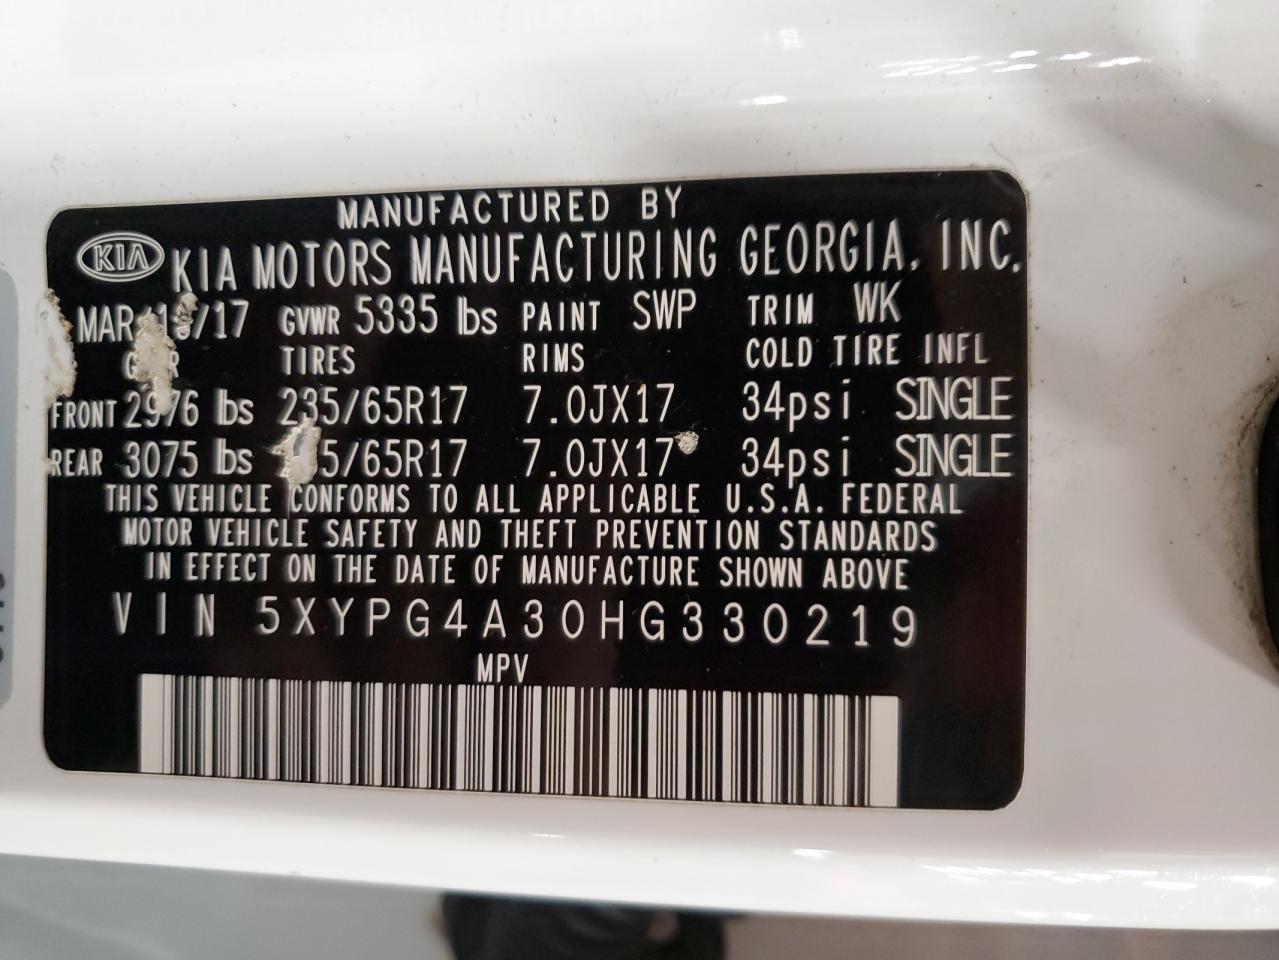 MANUFACTURED BY
KIA KIA MOTORS MANUFACTURING GEORGIA, INC.
GVWR 5335 lbs PAINT SWP TRIM WK
TIRES RIMS COLD TIRE INFL
FRONT 2976 lbs 235/65R17 7.0JX17 34psi SINGLE
REAR 3075 lbs 7.0JX17 34psi SINGLE
THIS VEHICLE CONFORMS TO ALL APPLICABLE U.S.A. FEDERAL
MOTOR VEHICLE SAFETY AND THEFT PREVENTION STANDARDS
IN EFFECT ON THE DATE OF MANUFACTURE SHOWN ABOVE
VIN 5XYPG4A30HG330219
MPV